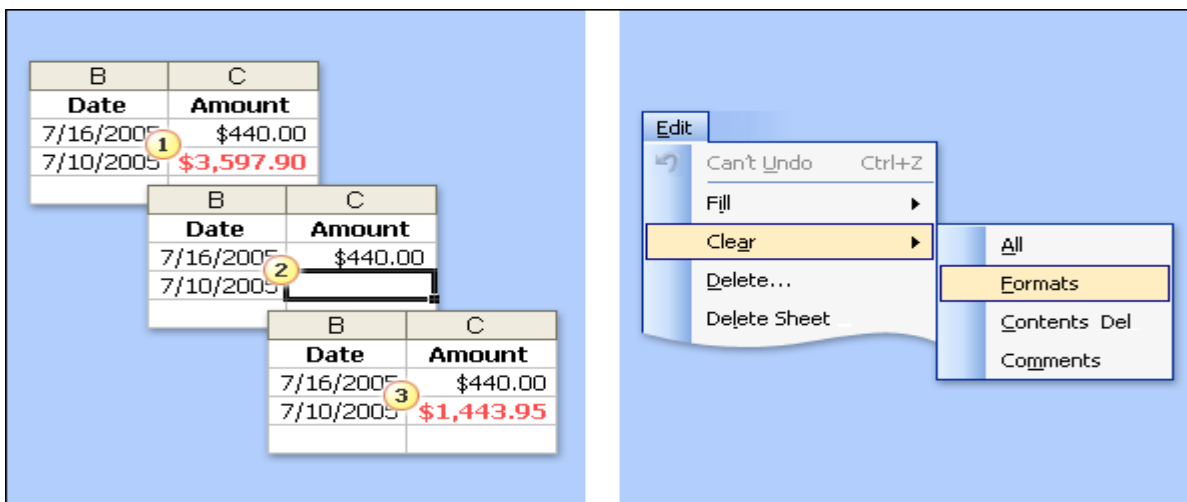 B C
Date Amount
7/16/2005 $440.00
1
7/10/2005 $3,597.90
B C
Date Amount
7/16/2005 $440.00
2
7/10/2005
B C
Date Amount
7/16/2005 $440.00
3
7/10/2005 $1,443.95
Edit
Can't Undo Ctrl+Z
Fill
Clear
Delete...
Delete Sheet
All
Formats
Contents Del
Comments